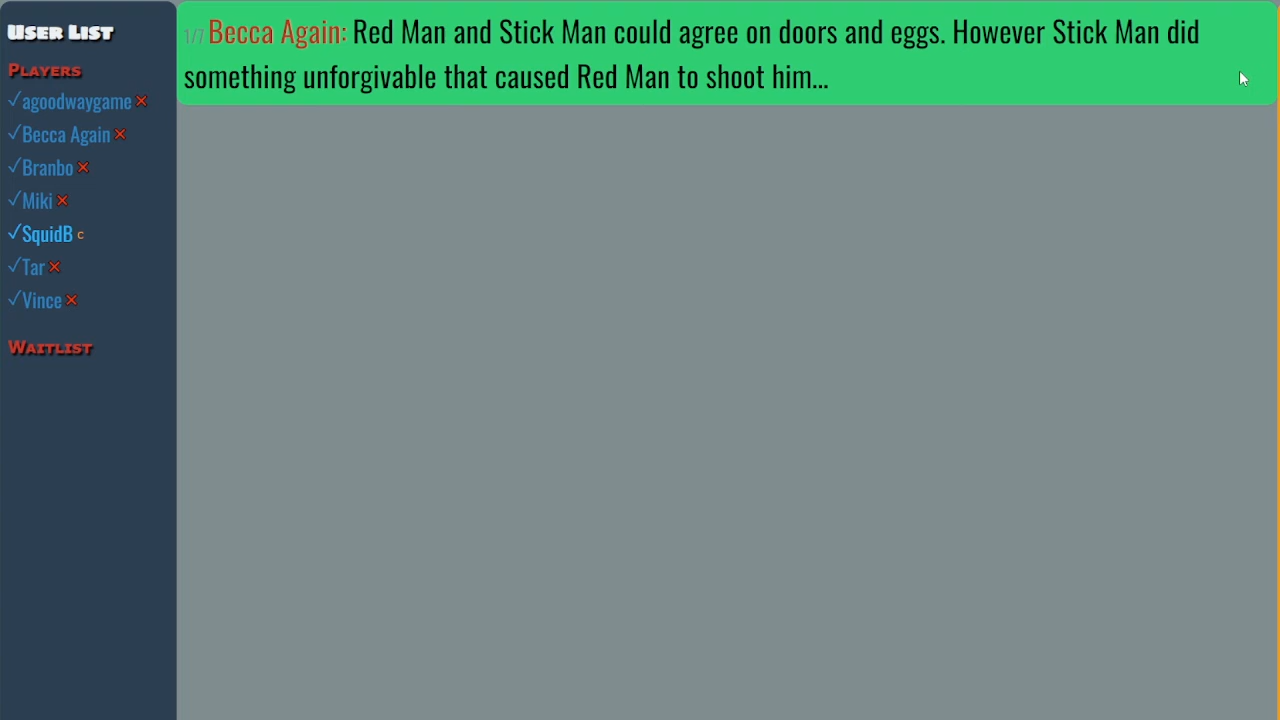 User List
Players
✓agoodwaygame ✕
✓Becca Again ✕
✓Branbo ✕
✓Miki ✕
✓SquidB c
✓Tar ✕
✓Vince ✕
Waitlist
1/7 Becca Again: Red Man and Stick Man could agree on doors and eggs. However Stick Man did
something unforgivable that caused Red Man to shoot him...